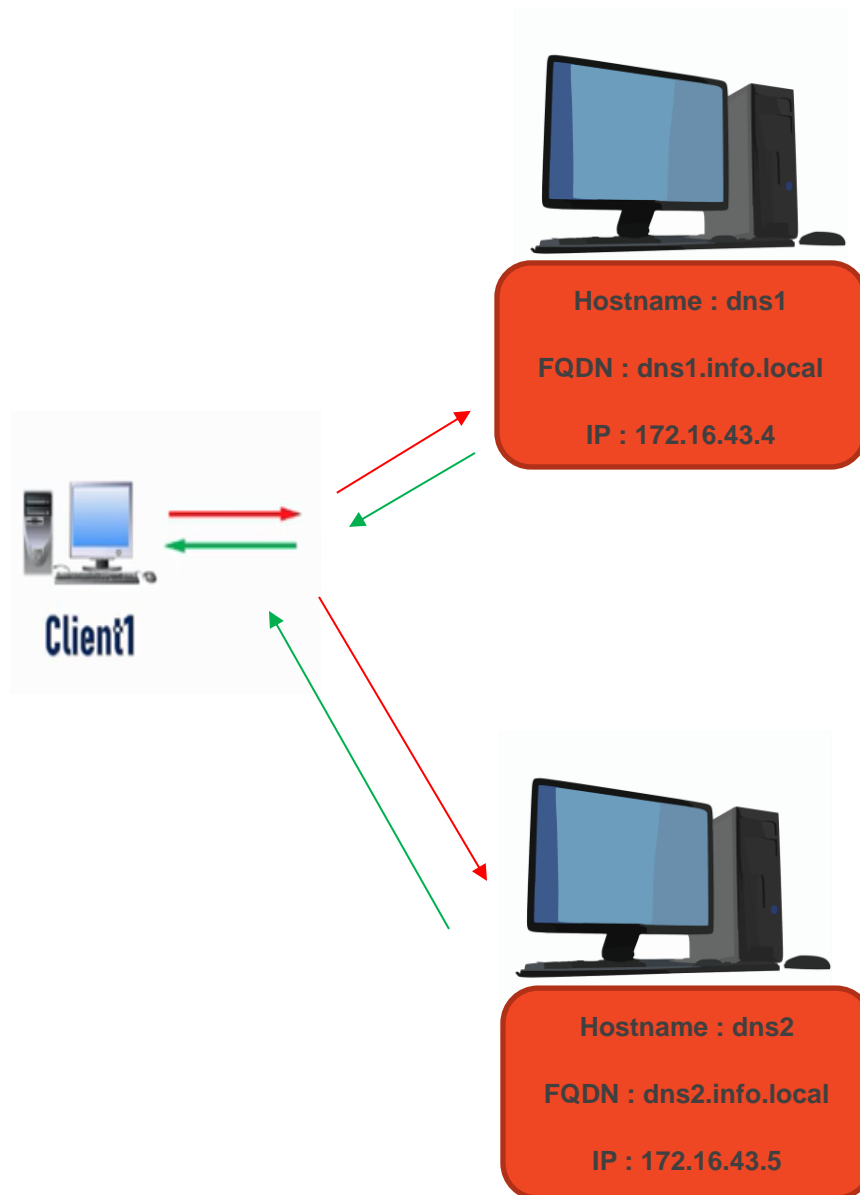 Hostname : dns1
FQDN : dns1.info.local
IP : 172.16.43.4
Client1
Hostname : dns2
FQDN : dns2.info.local
IP : 172.16.43.5